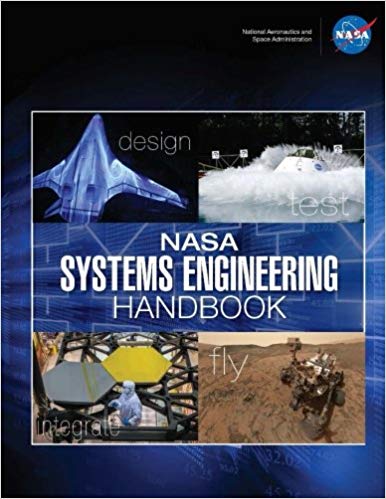 National Aeronautics and
Space Administration
NASA
design
test
NASA
SYSTEMS ENGINEERING
HANDBOOK
fly
integrate